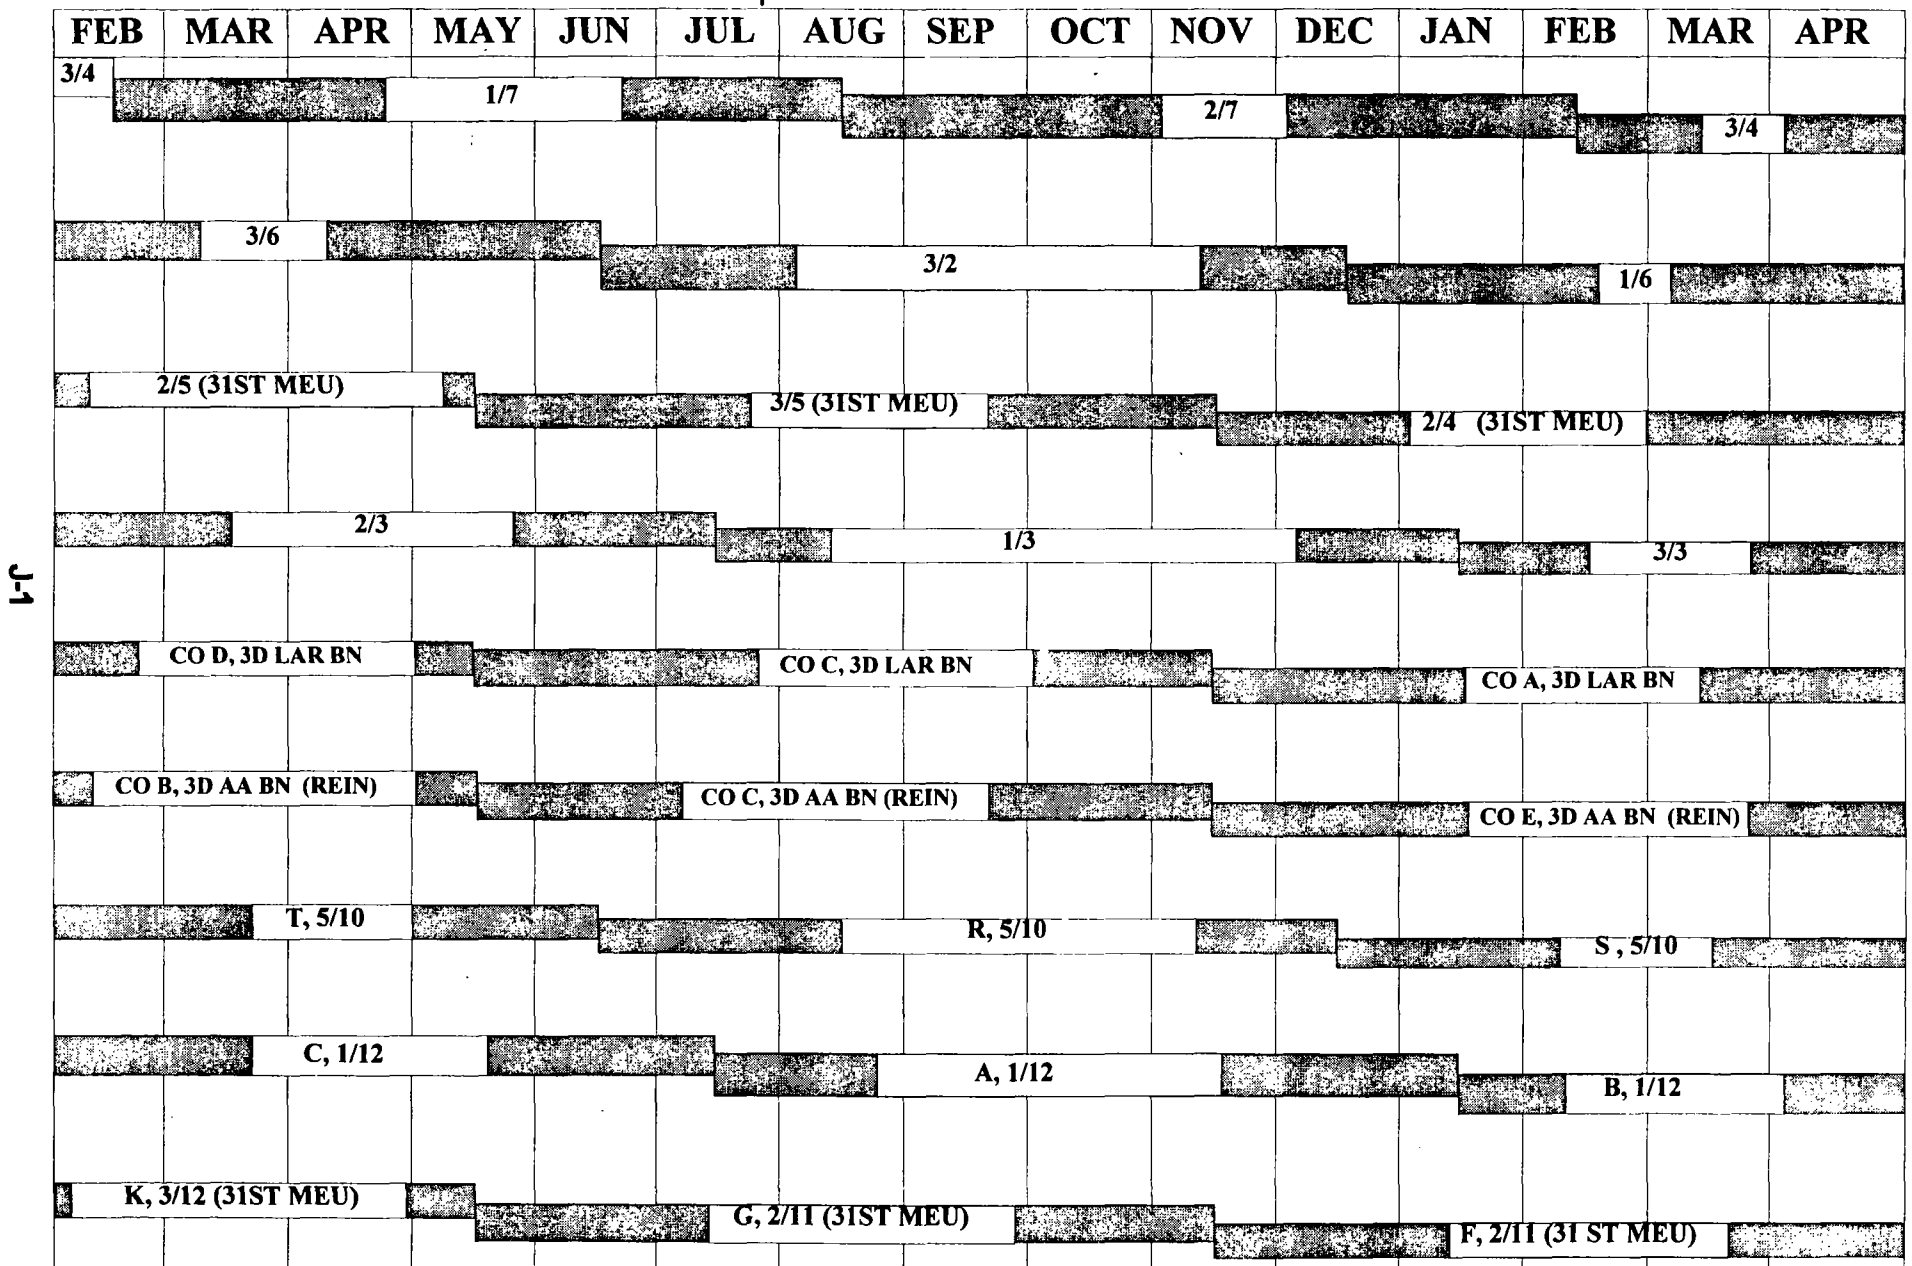 FEB MAR APR MAY JUN JUL AUG SEP OCT NOV DEC JAN FEB MAR APR
3/4 1/7 2/7 3/4
3/6 3/2 1/6
2/5 (31ST MEU) 3/5 (31ST MEU) 2/4 (31ST MEU)
2/3 1/3 3/3
J-1
CO D, 3D LAR BN CO C, 3D LAR BN CO A, 3D LAR BN
CO B, 3D AA BN (REIN) CO C, 3D AA BN (REIN) CO E, 3D AA BN (REIN)
T, 5/10 R, 5/10 S , 5/10
C, 1/12 A, 1/12 B, 1/12
K, 3/12 (31ST MEU) G, 2/11 (31ST MEU) F, 2/11 (31 ST MEU)